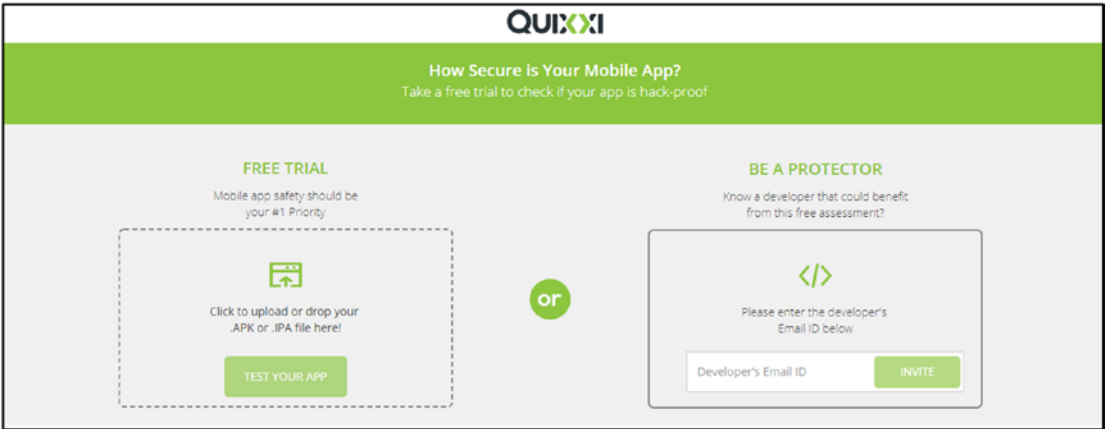 QUIXXI
How Secure is Your Mobile App?
Take a free trial to check if your app is hack-proof
FREE TRIAL
Mobile app safety should be
your #1 Priority
Click to upload or drop your
.APK or .IPA file here!
TEST YOUR APP
or
BE A PROTECTOR
Know a developer that could benefit
from this free assessment?
Please enter the developer's
Email ID below
Developer's Email ID
INVITE